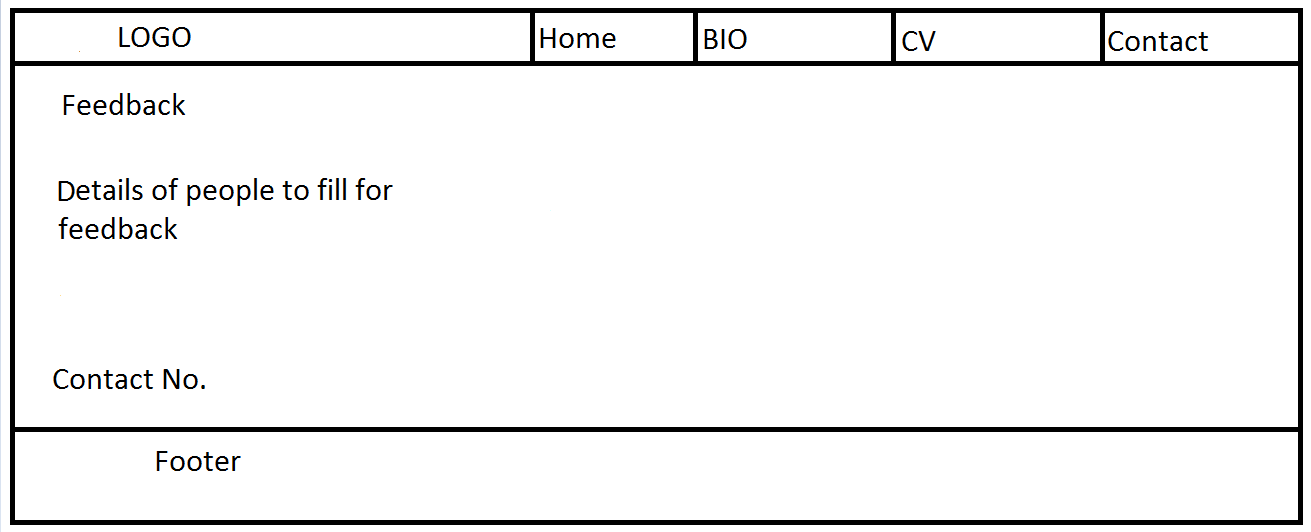 LOGO Home BIO CV Contact
Feedback
Details of people to fill for
feedback
Contact No.
Footer